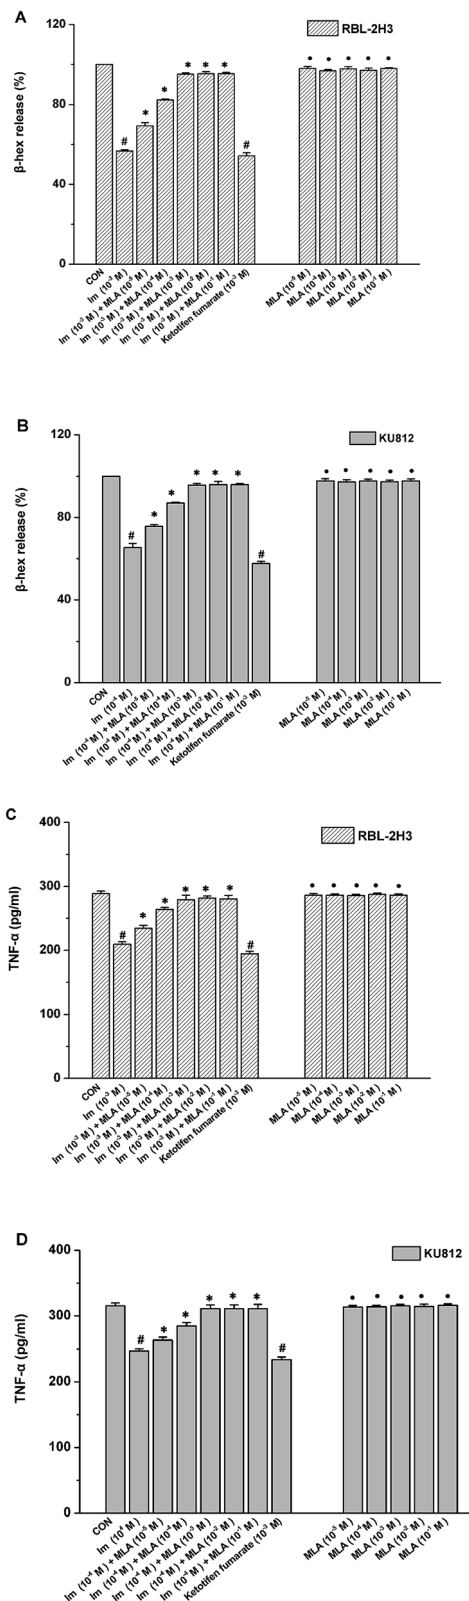 A
RBL-2H3
β-hex release (%)
120
80
40
0
# * * * * * # • • • • •
CON
Im (10⁻³ M)
Im (10⁻³ M) + MLA (10⁻⁵ M)
Im (10⁻³ M) + MLA (10⁻⁴ M)
Im (10⁻³ M) + MLA (10⁻³ M)
Im (10⁻³ M) + MLA (10⁻² M)
Im (10⁻³ M) + MLA (10⁻¹ M)
Ketotifen fumarate (10⁻³ M)
MLA (10⁻⁵ M)
MLA (10⁻⁴ M)
MLA (10⁻³ M)
MLA (10⁻² M)
MLA (10⁻¹ M)
B
KU812
β-hex release (%)
120
80
40
0
# * * * * * # • • • • •
CON
Im (10⁻⁴ M)
Im (10⁻⁴ M) + MLA (10⁻⁵ M)
Im (10⁻⁴ M) + MLA (10⁻⁴ M)
Im (10⁻⁴ M) + MLA (10⁻³ M)
Im (10⁻⁴ M) + MLA (10⁻² M)
Im (10⁻⁴ M) + MLA (10⁻¹ M)
Ketotifen fumarate (10⁻³ M)
MLA (10⁻⁵ M)
MLA (10⁻⁴ M)
MLA (10⁻³ M)
MLA (10⁻² M)
MLA (10⁻¹ M)
C
RBL-2H3
TNF-α (pg/ml)
400
300
200
100
0
# * * * * * # • • • • •
CON
Im (10⁻³ M)
Im (10⁻³ M) + MLA (10⁻⁵ M)
Im (10⁻³ M) + MLA (10⁻⁴ M)
Im (10⁻³ M) + MLA (10⁻³ M)
Im (10⁻³ M) + MLA (10⁻² M)
Im (10⁻³ M) + MLA (10⁻¹ M)
Ketotifen fumarate (10⁻³ M)
MLA (10⁻⁵ M)
MLA (10⁻⁴ M)
MLA (10⁻³ M)
MLA (10⁻² M)
MLA (10⁻¹ M)
D
KU812
TNF-α (pg/ml)
400
300
200
100
0
# * * * * * # • • • • •
CON
Im (10⁻⁴ M)
Im (10⁻⁴ M) + MLA (10⁻⁵ M)
Im (10⁻⁴ M) + MLA (10⁻⁴ M)
Im (10⁻⁴ M) + MLA (10⁻³ M)
Im (10⁻⁴ M) + MLA (10⁻² M)
Im (10⁻⁴ M) + MLA (10⁻¹ M)
Ketotifen fumarate (10⁻³ M)
MLA (10⁻⁵ M)
MLA (10⁻⁴ M)
MLA (10⁻³ M)
MLA (10⁻² M)
MLA (10⁻¹ M)